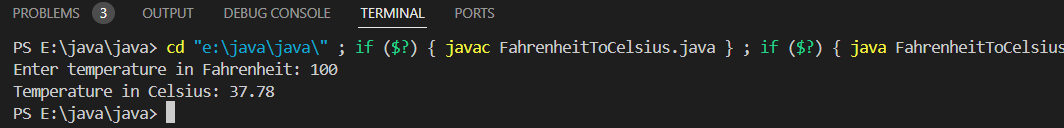 PROBLEMS 3 OUTPUT DEBUG CONSOLE TERMINAL PORTS
PS E:\java\java> cd "e:\java\java\" ; if ($?) { javac FahrenheitToCelsius.java } ; if ($?) { java FahrenheitToCelsius
Enter temperature in Fahrenheit: 100
Temperature in Celsius: 37.78
PS E:\java\java>